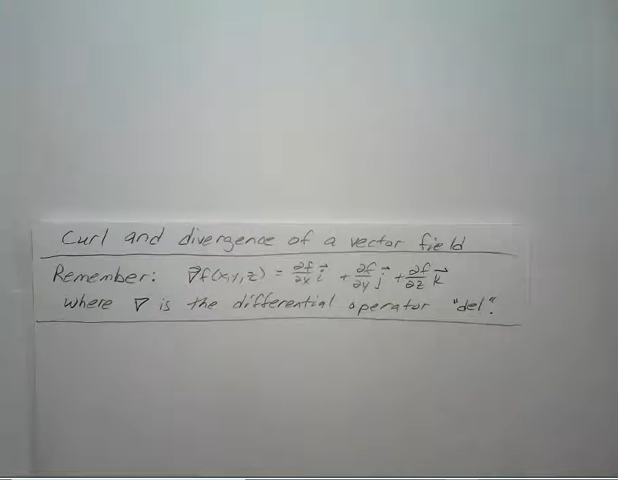 Curl and divergence of a vector field
Remember: ∇f(x,y,z) = ∂f/∂x i⃗ + ∂f/∂y j⃗ + ∂f/∂z k⃗
where ∇ is the differential operator "del".